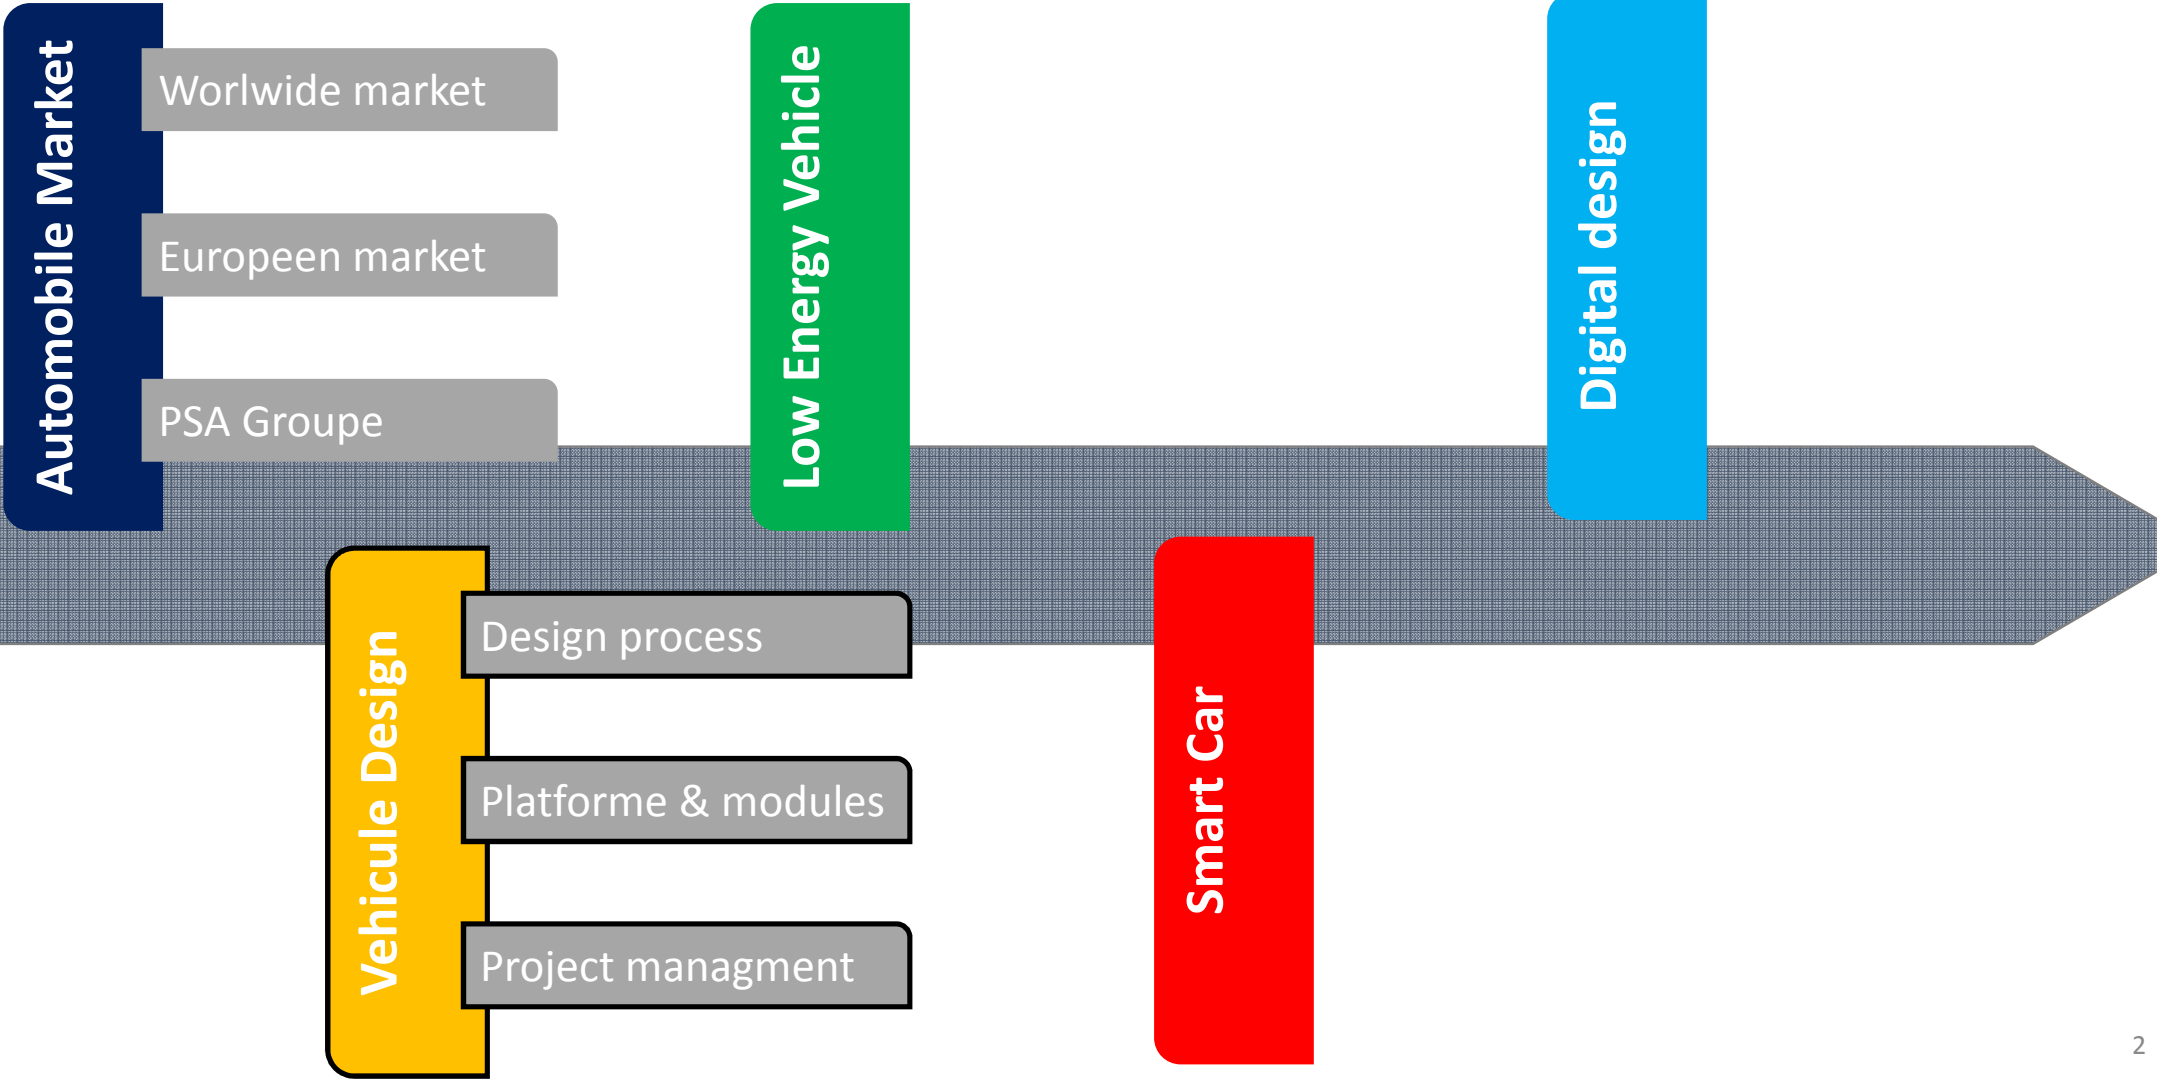 Automobile Market
Worlwide market
Europeen market
PSA Groupe
Vehicule Design
Design process
Platforme & modules
Project managment
Low Energy Vehicle
Smart Car
Digital design
2